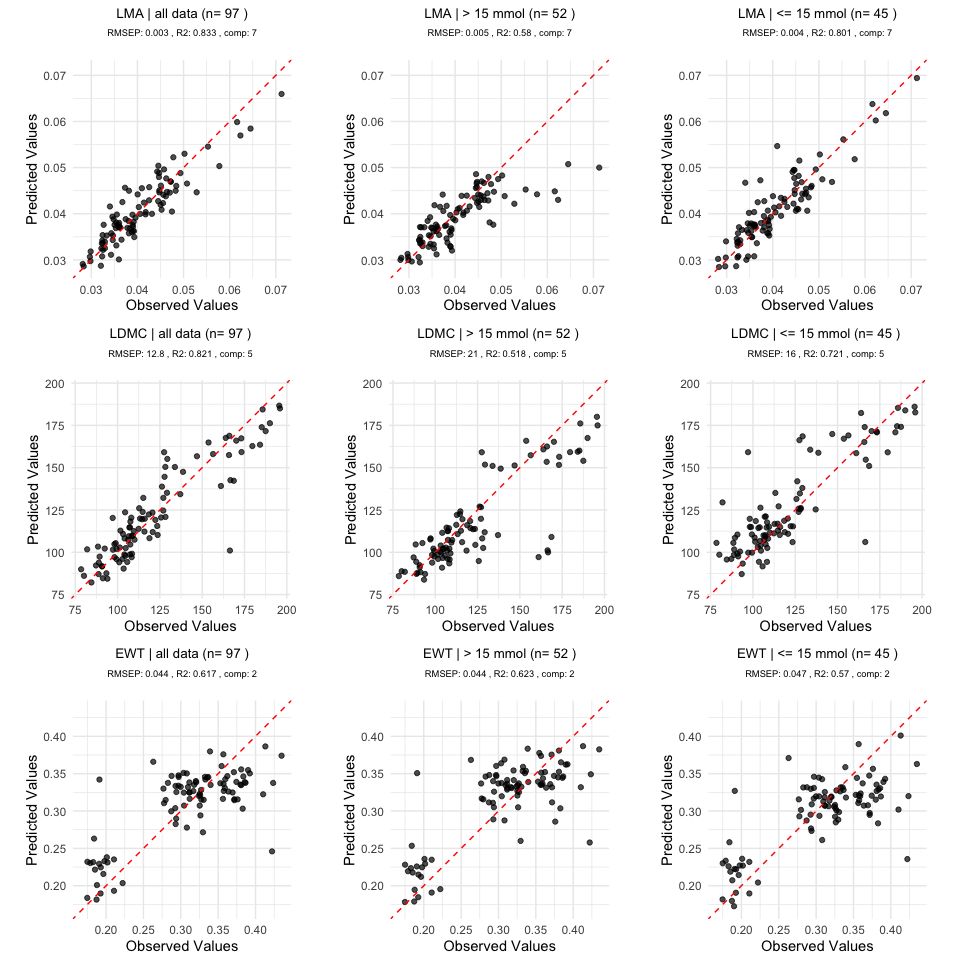 LMA | all data (n= 97 )
RMSEP: 0.003 , R2: 0.833 , comp: 7
0.07
0.06
0.05
0.04
0.03
Predicted Values
0.03 0.04 0.05 0.06 0.07
Observed Values
LMA | > 15 mmol (n= 52 )
RMSEP: 0.005 , R2: 0.58 , comp: 7
0.07
0.06
0.05
0.04
0.03
Predicted Values
0.03 0.04 0.05 0.06 0.07
Observed Values
LMA | <= 15 mmol (n= 45 )
RMSEP: 0.004 , R2: 0.801 , comp: 7
0.07
0.06
0.05
0.04
0.03
Predicted Values
0.03 0.04 0.05 0.06 0.07
Observed Values
LDMC | all data (n= 97 )
RMSEP: 12.8 , R2: 0.821 , comp: 5
200
175
150
125
100
75
Predicted Values
75 100 125 150 175 200
Observed Values
LDMC | > 15 mmol (n= 52 )
RMSEP: 21 , R2: 0.518 , comp: 5
200
175
150
125
100
75
Predicted Values
75 100 125 150 175 200
Observed Values
LDMC | <= 15 mmol (n= 45 )
RMSEP: 16 , R2: 0.721 , comp: 5
200
175
150
125
100
75
Predicted Values
75 100 125 150 175 200
Observed Values
EWT | all data (n= 97 )
RMSEP: 0.044 , R2: 0.617 , comp: 2
0.40
0.35
0.30
0.25
0.20
Predicted Values
0.20 0.25 0.30 0.35 0.40
Observed Values
EWT | > 15 mmol (n= 52 )
RMSEP: 0.044 , R2: 0.623 , comp: 2
0.40
0.35
0.30
0.25
0.20
Predicted Values
0.20 0.25 0.30 0.35 0.40
Observed Values
EWT | <= 15 mmol (n= 45 )
RMSEP: 0.047 , R2: 0.57 , comp: 2
0.40
0.35
0.30
0.25
0.20
Predicted Values
0.20 0.25 0.30 0.35 0.40
Observed Values